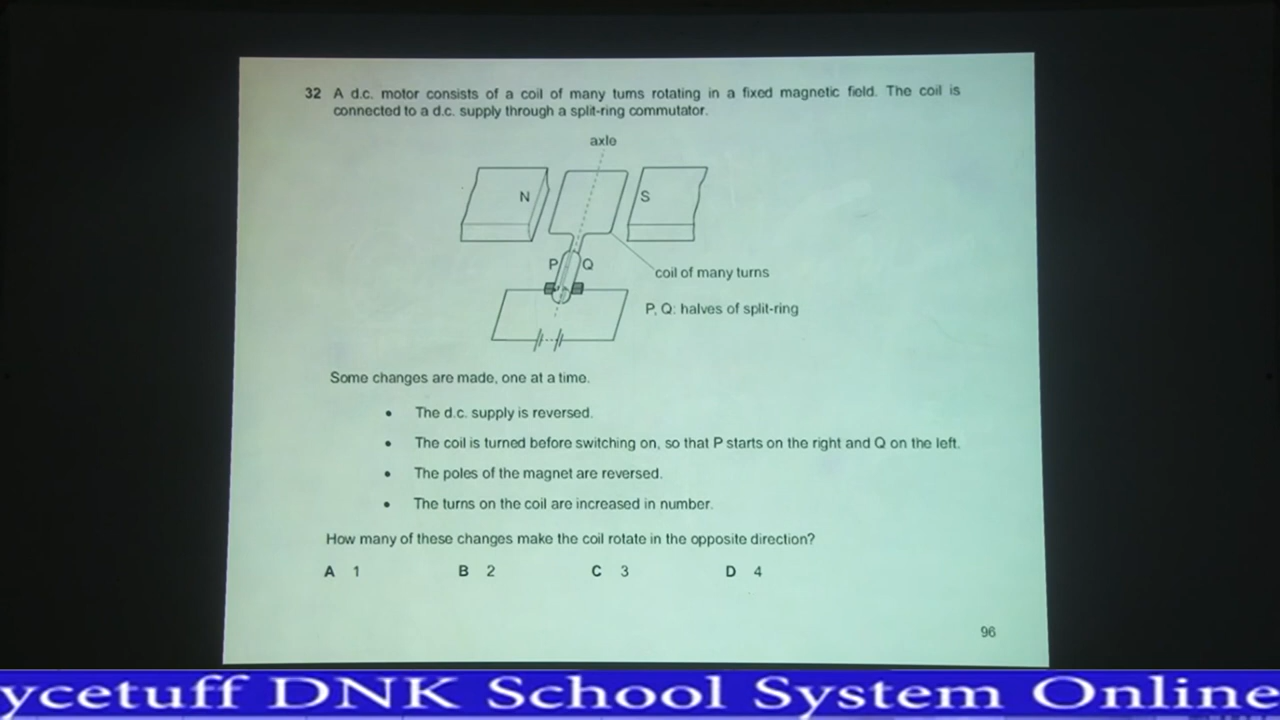 32 A d.c. motor consists of a coil of many turns rotating in a fixed magnetic field. The coil is
connected to a d.c. supply through a split-ring commutator.
axle
N
S
P
Q
coil of many turns
P, Q: halves of split-ring
Some changes are made, one at a time.
• The d.c. supply is reversed.
• The coil is turned before switching on, so that P starts on the right and Q on the left.
• The poles of the magnet are reversed.
• The turns on the coil are increased in number.
How many of these changes make the coil rotate in the opposite direction?
A 1 B 2 C 3 D 4
96
ycetuff DNK School System Online